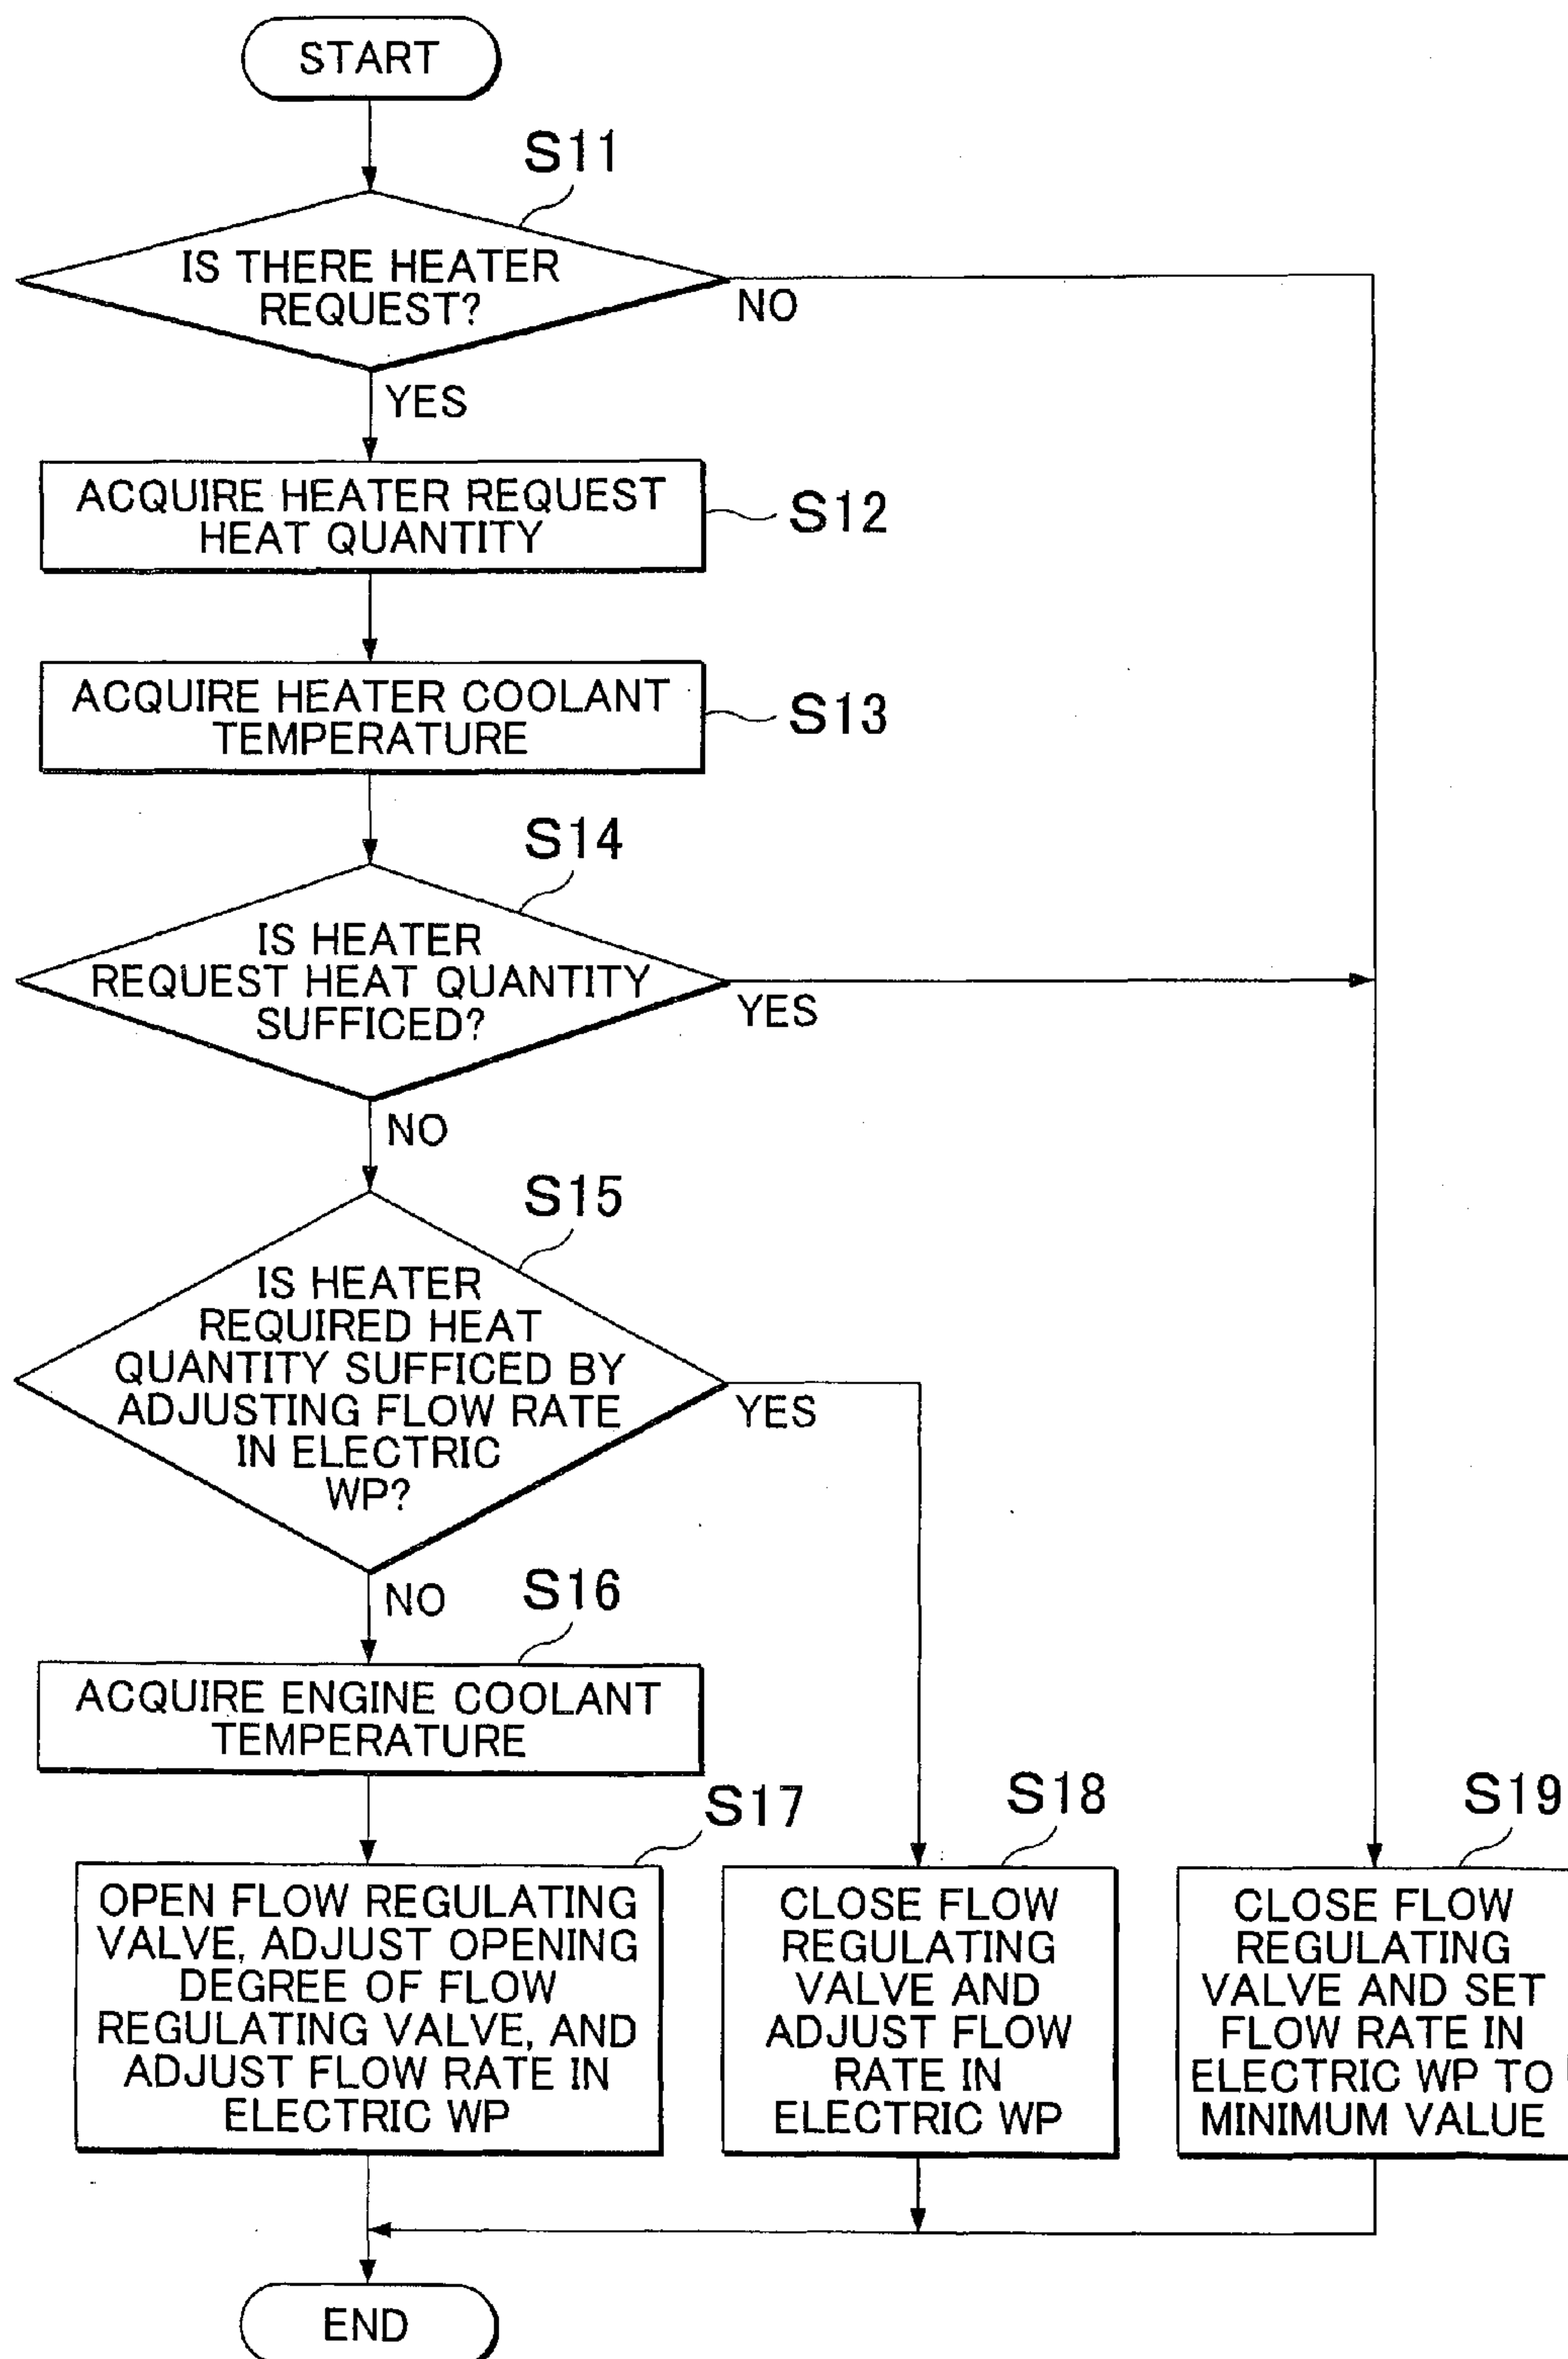 START
S11
IS THERE HEATER
REQUEST?
NO
YES
ACQUIRE HEATER REQUEST
HEAT QUANTITY
S12
ACQUIRE HEATER COOLANT
TEMPERATURE
S13
S14
IS HEATER
REQUEST HEAT QUANTITY
SUFFICED?
YES
NO
S15
IS HEATER
REQUIRED HEAT
QUANTITY SUFFICED BY
ADJUSTING FLOW RATE
IN ELECTRIC
WP?
YES
NO
S16
ACQUIRE ENGINE COOLANT
TEMPERATURE
S17
OPEN FLOW REGULATING
VALVE, ADJUST OPENING
DEGREE OF FLOW
REGULATING VALVE, AND
ADJUST FLOW RATE IN
ELECTRIC WP
S18
CLOSE FLOW
REGULATING
VALVE AND
ADJUST FLOW
RATE IN
ELECTRIC WP
S19
CLOSE FLOW
REGULATING
VALVE AND SET
FLOW RATE IN
ELECTRIC WP TO
MINIMUM VALUE
END